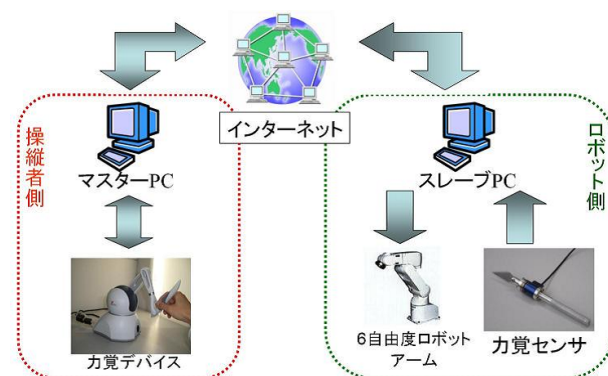 インターネット
操縦者側
マスターPC
力覚デバイス
ロボット側
スレーブPC
6自由度ロボット
アーム
力覚センサ